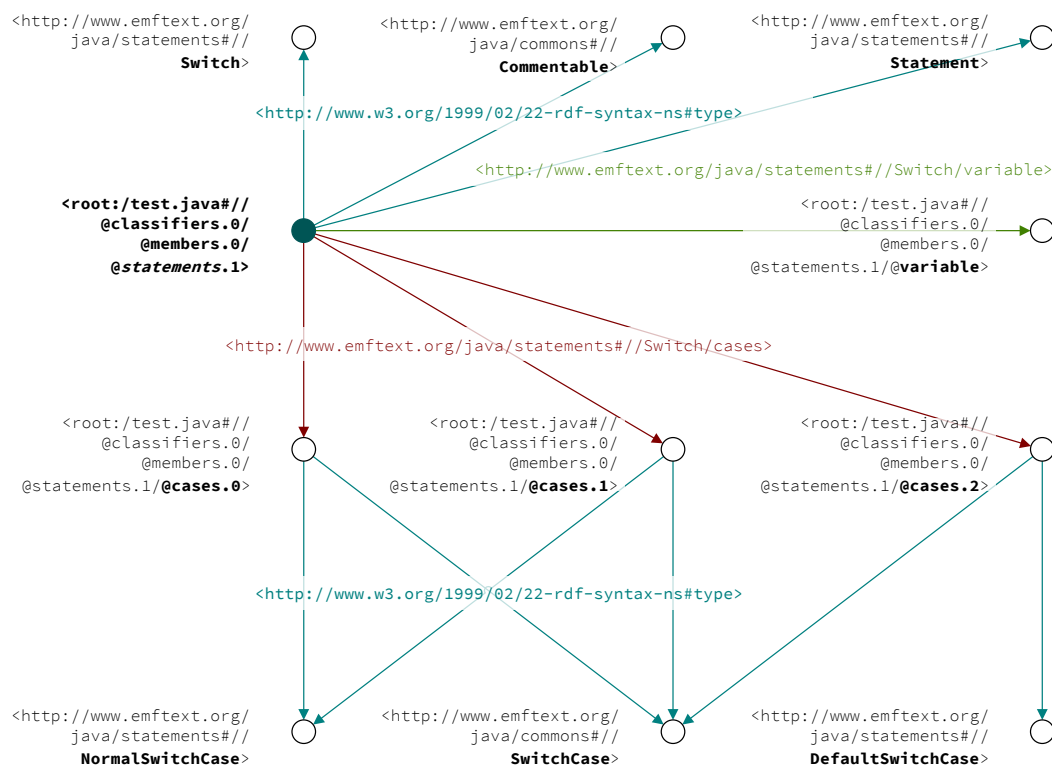 <http://www.emftext.org/
java/statements#//
Switch>
<http://www.emftext.org/
java/commons#//
Commentable>
<http://www.emftext.org/
java/statements#//
Statement>
<http://www.w3.org/1999/02/22-rdf-syntax-ns#type>
<http://www.emftext.org/java/statements#//Switch/variable>
<root:/test.java#//
@classifiers.0/
@members.0/
@statements.1>
<root:/test.java#//
@classifiers.0/
@members.0/
@statements.1/@variable>
<http://www.emftext.org/java/statements#//Switch/cases>
<root:/test.java#//
@classifiers.0/
@members.0/
@statements.1/@cases.0>
<root:/test.java#//
@classifiers.0/
@members.0/
@statements.1/@cases.1>
<root:/test.java#//
@classifiers.0/
@members.0/
@statements.1/@cases.2>
<http://www.w3.org/1999/02/22-rdf-syntax-ns#type>
<http://www.emftext.org/
java/statements#//
NormalSwitchCase>
<http://www.emftext.org/
java/commons#//
SwitchCase>
<http://www.emftext.org/
java/statements#//
DefaultSwitchCase>